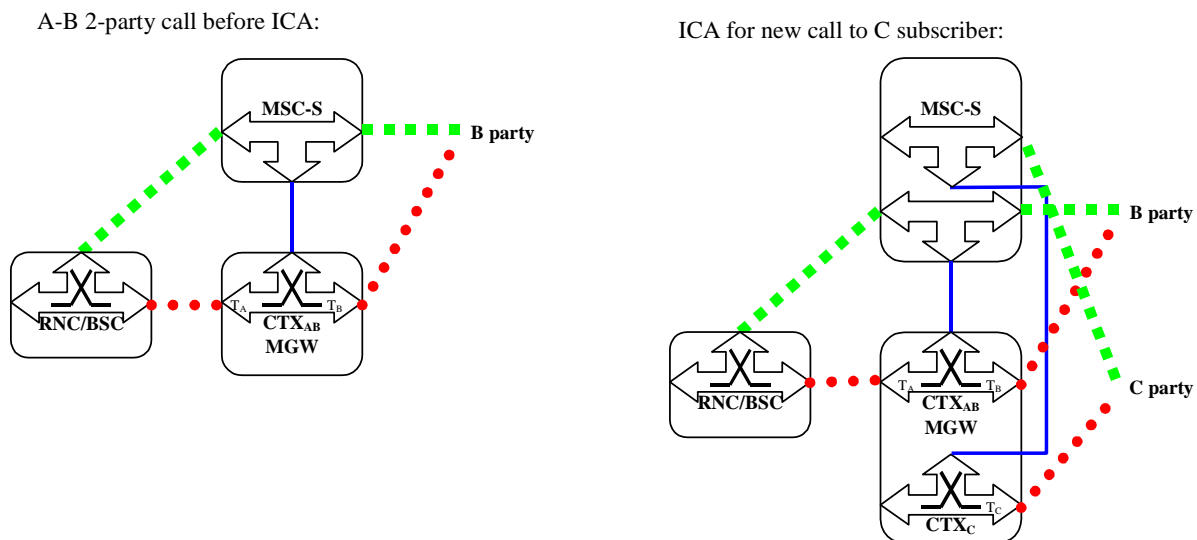 A-B 2-party call before ICA:
MSC-S
B party
RNC/BSC
TA
TB
CTXAB
MGW
ICA for new call to C subscriber:
MSC-S
B party
C party
RNC/BSC
TA
TB
CTXAB
MGW
TC
CTXC